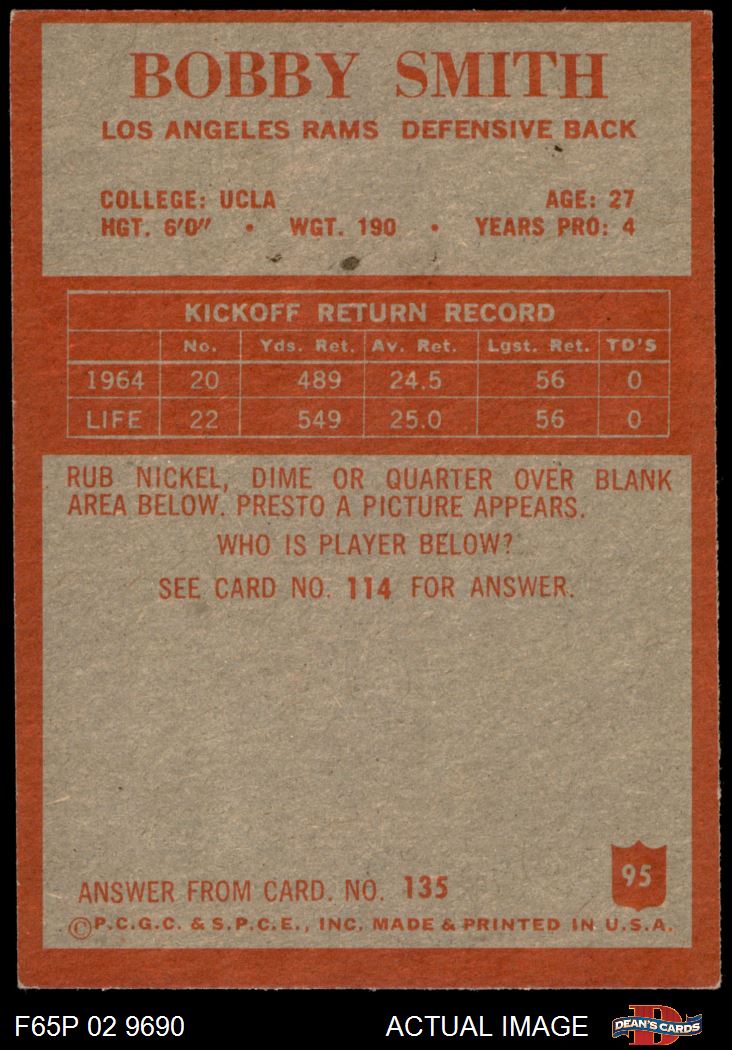 BOBBY SMITH
LOS ANGELES RAMS DEFENSIVE BACK
COLLEGE: UCLA AGE: 27
HGT. 6'0" • WGT. 190 • YEARS PRO: 4
KICKOFF RETURN RECORD
No. Yds. Ret. Av. Ret. Lgst. Ret. TD'S
1964 20 489 24.5 56 0
LIFE 22 549 25.0 56 0
RUB NICKEL, DIME OR QUARTER OVER BLANK
AREA BELOW. PRESTO A PICTURE APPEARS.
WHO IS PLAYER BELOW?
SEE CARD NO. 114 FOR ANSWER.
95
ANSWER FROM CARD. NO. 135
©P.C.G.C. & S.P.C.E., INC. MADE & PRINTED IN U.S.A.
F65P 02 9690 ACTUAL IMAGE D DEAN'S CARDS